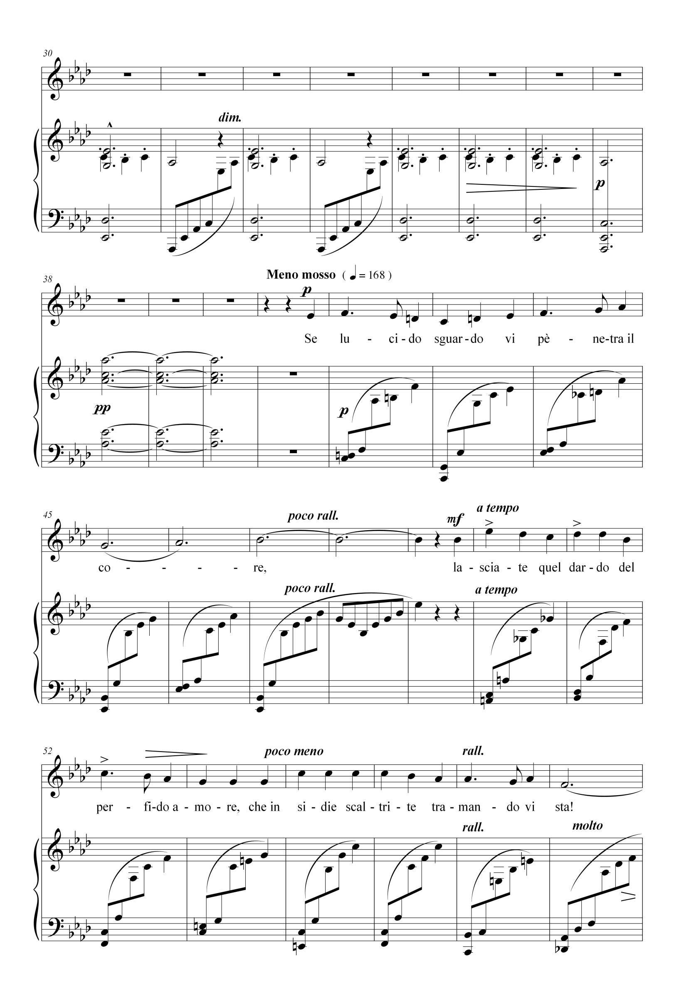 30
dim.
p
38
Meno mosso ( ♩ = 168 )
p
Se lu - ci - do sguar - do vi pè - ne - tra il
pp
p
45
poco rall.
mf
a tempo
co - - - - re, la - scia - te quel dar - do del
poco rall.
a tempo
52
poco meno
rall.
per - fi - do a - mo - re, che in si - die scal - tri - te tra - man - do vi sta!
rall.
molto